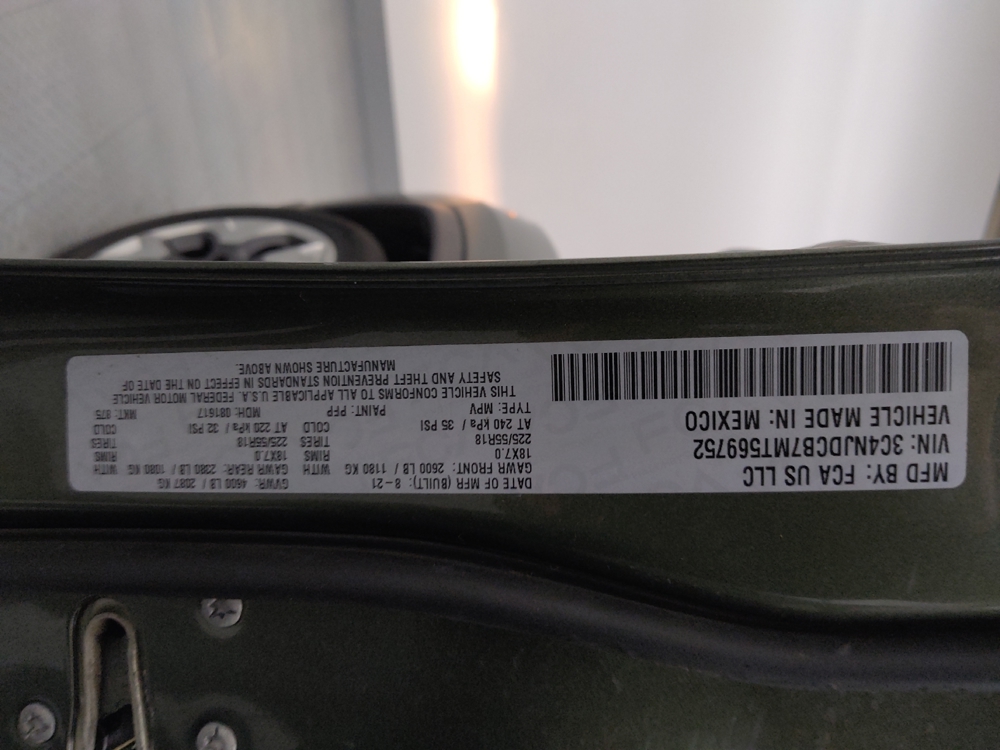 MFD BY: FCA US LLC
VIN: 3C4NJDCB7MT569752
VEHICLE MADE IN: MEXICO
DATE OF MFR (BUILT): 8-21 GVWR: 4600 LB / 2087 KG
GAWR FRONT: 2600 LB / 1180 KG WITH GAWR REAR: 2380 LB / 1080 KG WITH
18X7.0 RIMS 18X7.0 RIMS
225/55R18 TIRES 225/55R18 TIRES
AT 240 kPa / 35 PSI COLD AT 220 kPa / 32 PSI COLD
TYPE: MPV PAINT: PFP MDH: 081617 MKT: 875
THIS VEHICLE CONFORMS TO ALL APPLICABLE U.S.A. FEDERAL MOTOR VEHICLE
SAFETY AND THEFT PREVENTION STANDARDS IN EFFECT ON THE DATE OF
MANUFACTURE SHOWN ABOVE.